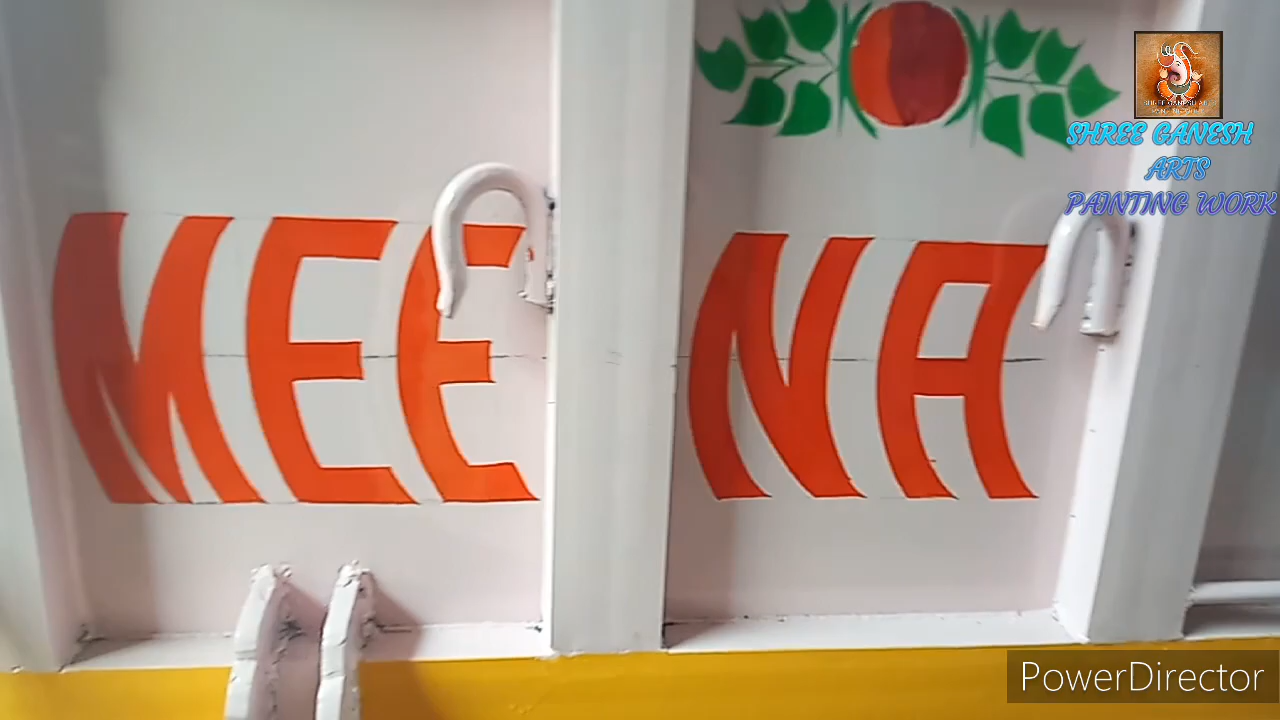 SHREE GANESH
ARTS
PAINTING WORK
MEENA
PowerDirector